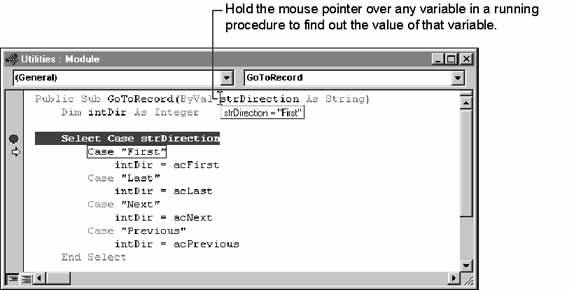 Hold the mouse pointer over any variable in a running
procedure to find out the value of that variable.
Utilities : Module
(General) GoToRecord
Public Sub GoToRecord(ByVal strDirection As String)
Dim intDir As Integer
strDirection = "First"
Select Case strDirection
Case "First"
intDir = acFirst
Case "Last"
intDir = acLast
Case "Next"
intDir = acNext
Case "Previous"
intDir = acPrevious
End Select